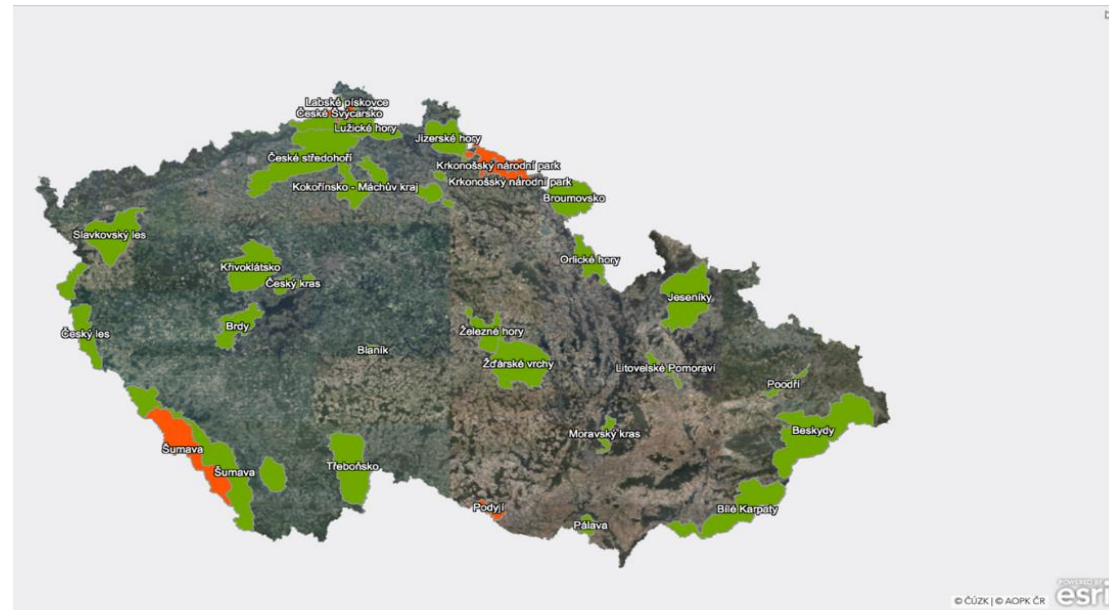 Labské pískovce
České Švýcarsko
Lužické hory
Jizerské hory
České středohoří
Krkonošský národní park
Krkonošský národní park
Kokořínsko - Máchův kraj
Broumovsko
Slavkovský les
Orlické hory
Křivoklátsko
Český kras
Jeseníky
Brdy
Železné hory
Český les
Blaník
Žďárské vrchy
Litovelské Pomoraví
Poodří
Beskydy
Moravský kras
Šumava
Třeboňsko
Šumava
Podyjí
Bílé Karpaty
Pálava
POWERED BY
esri
© ČÚZK | © AOPK ČR